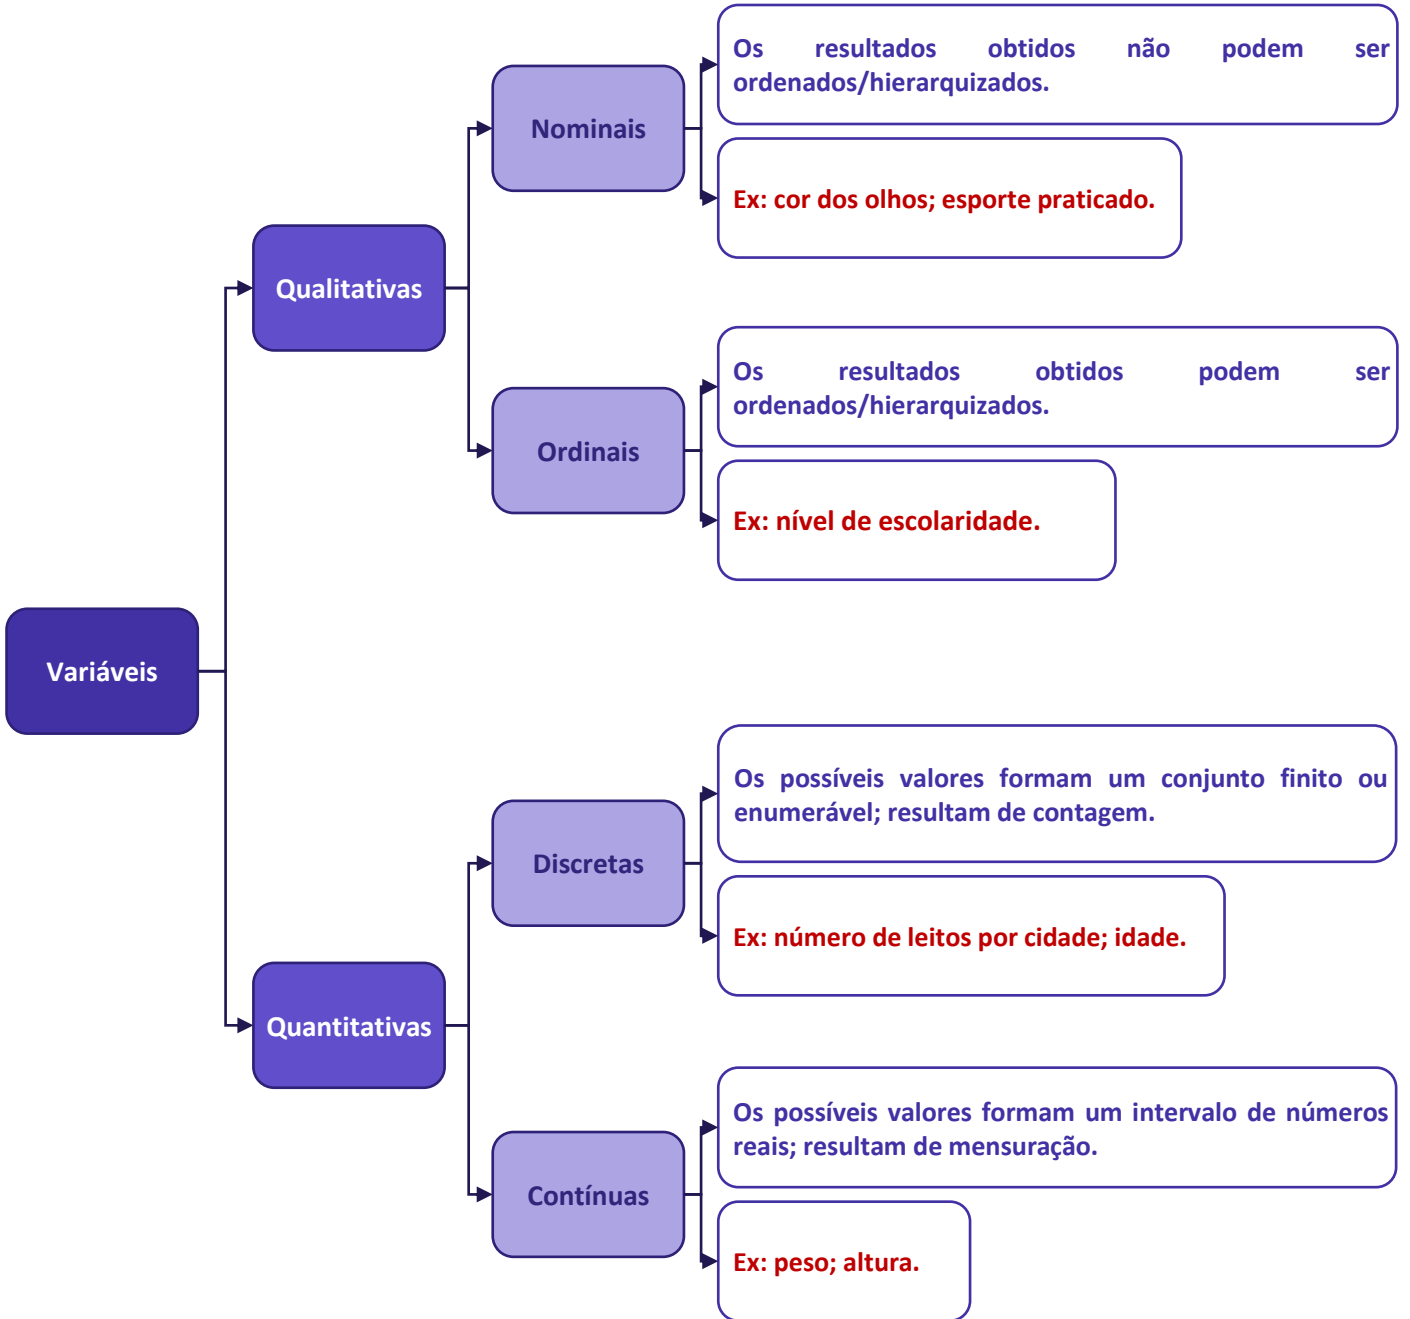 Variáveis
Qualitativas
Nominais
Os resultados obtidos não podem ser
ordenados/hierarquizados.
Ex: cor dos olhos; esporte praticado.
Ordinais
Os resultados obtidos podem ser
ordenados/hierarquizados.
Ex: nível de escolaridade.
Quantitativas
Discretas
Os possíveis valores formam um conjunto finito ou
enumerável; resultam de contagem.
Ex: número de leitos por cidade; idade.
Contínuas
Os possíveis valores formam um intervalo de números
reais; resultam de mensuração.
Ex: peso; altura.